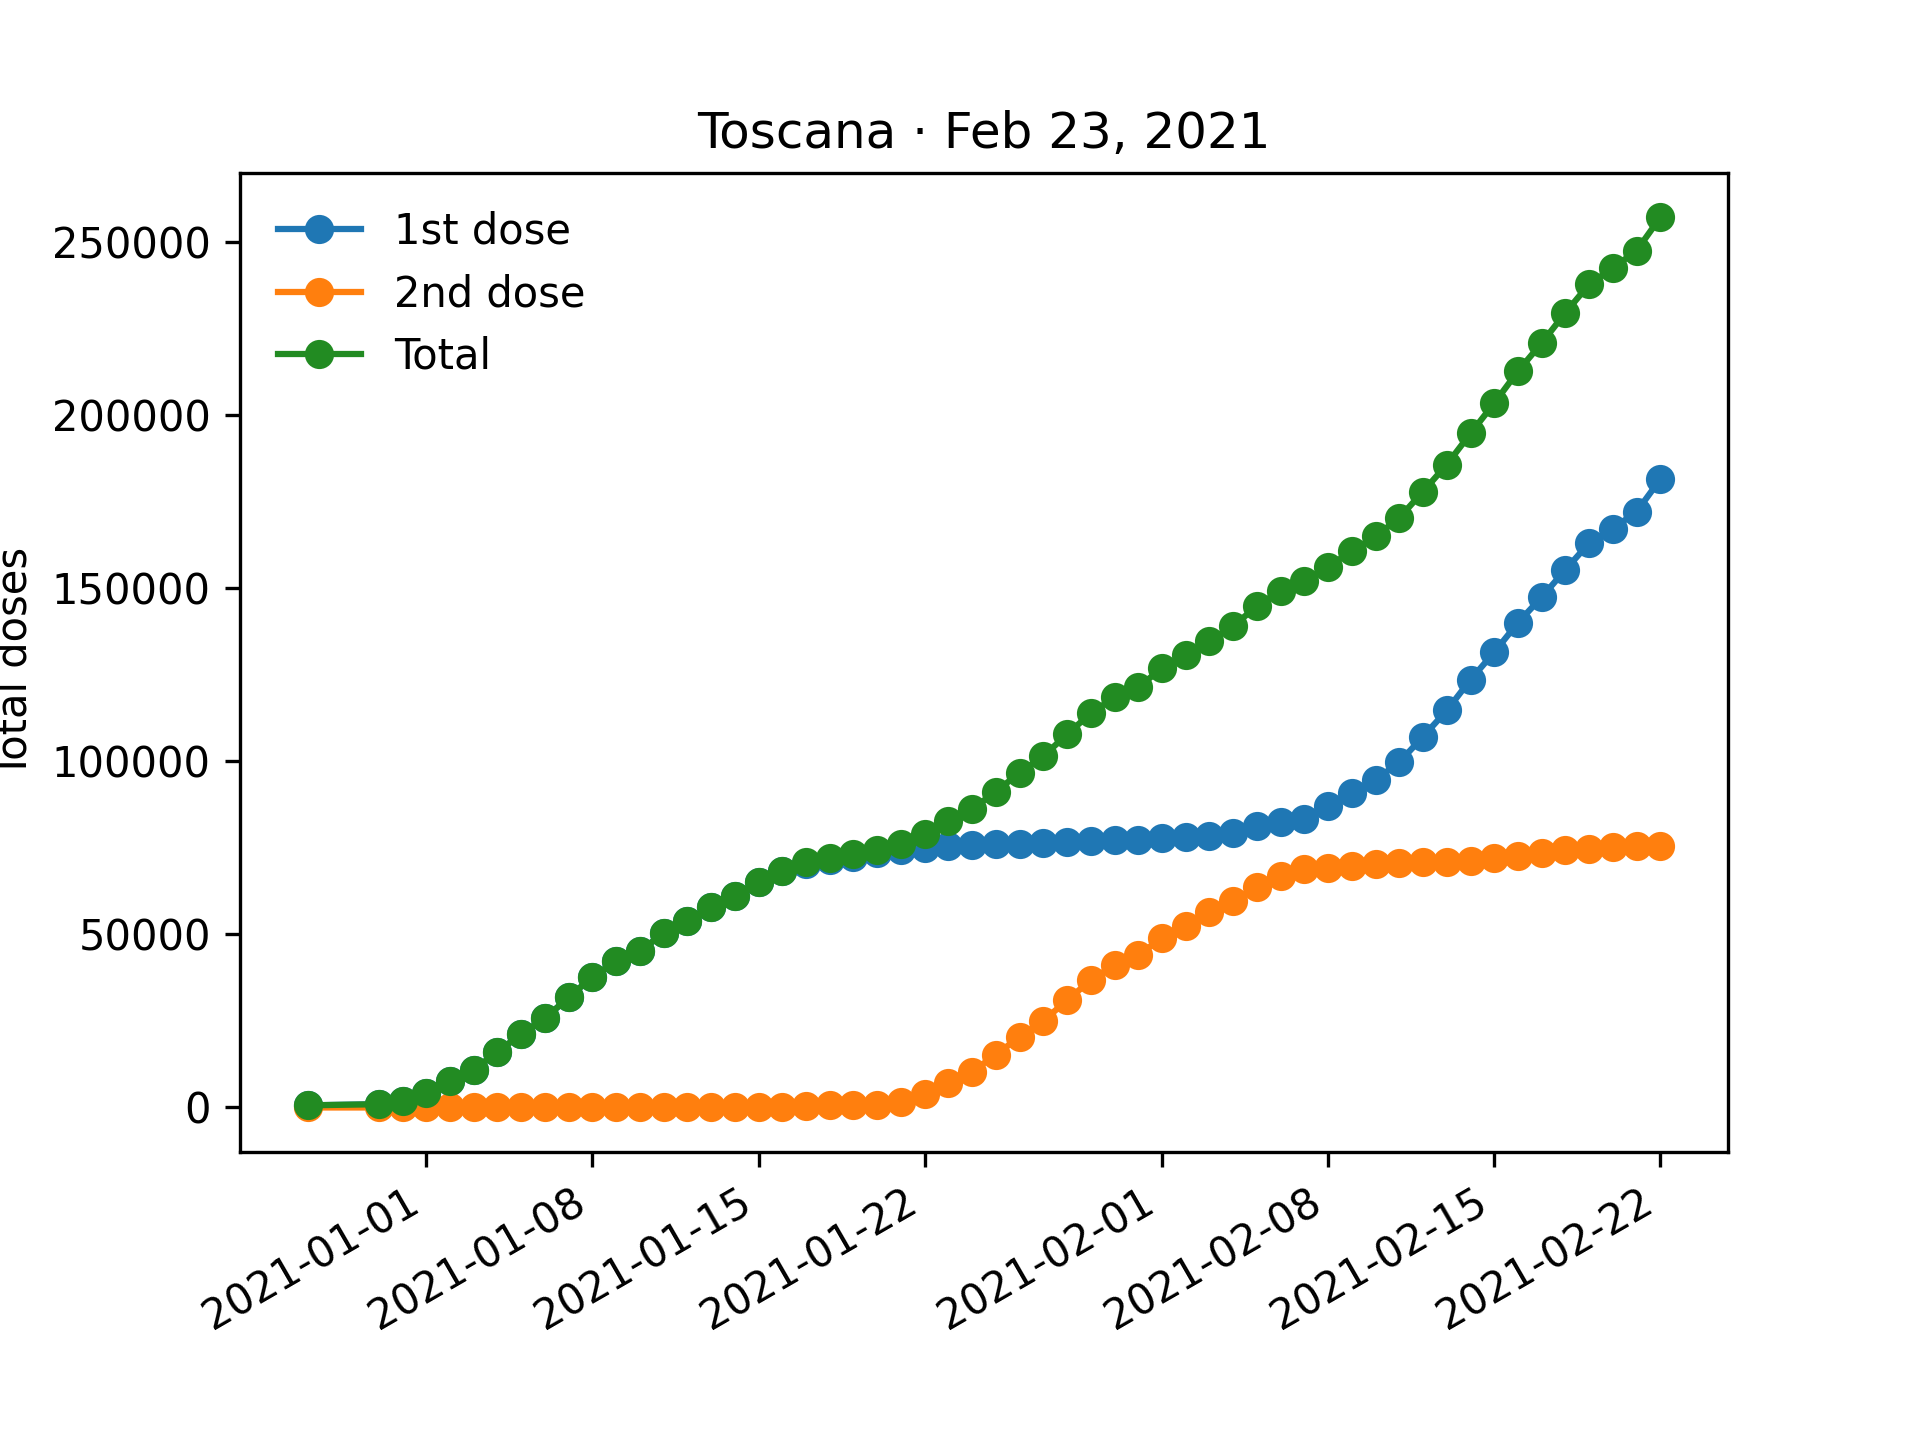 Toscana · Feb 23, 2021
1st dose
2nd dose
Total
250000
200000
150000
100000
50000
0
Total doses
2021-01-01
2021-01-08
2021-01-15
2021-01-22
2021-02-01
2021-02-08
2021-02-15
2021-02-22